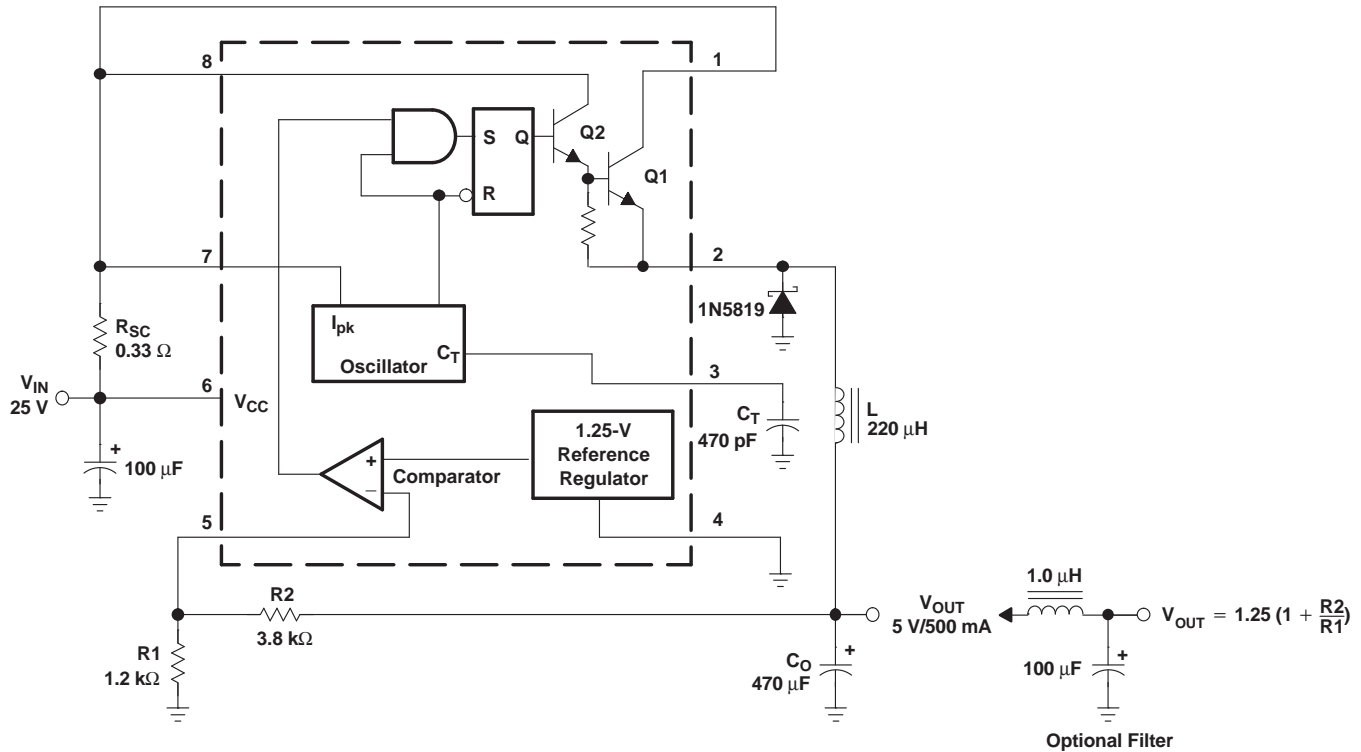 8
1
S
Q
Q2
R
Q1
7
2
1N5819
Ipk
RSC
0.33 Ω
CT
Oscillator
3
VIN
25 V
6
VCC
CT
470 pF
L
220 μH
1.25-V
Reference
Regulator
+
100 μF
+
Comparator
–
5
4
1.0 μH
R2
3.8 kΩ
VOUT
5 V/500 mA
VOUT = 1.25 (1 + R2/R1)
R1
1.2 kΩ
CO
470 μF
+
100 μF
+
Optional Filter